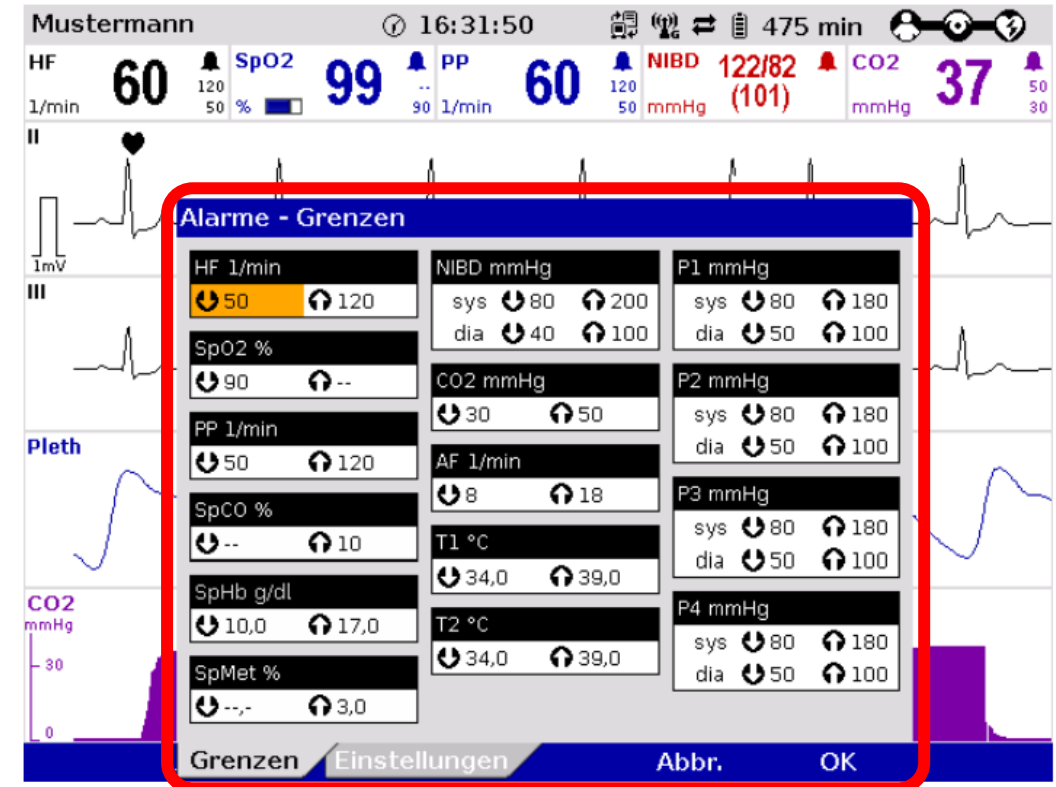 Mustermann 16:31:50 2G 475 min
HF 60 120 50 1/min
SpO2 99 -- 90 %
PP 60 120 50 1/min
NIBD 122/82 (101) mmHg
CO2 37 50 30 mmHg
II
1mV
III
Pleth
CO2
mmHg
30
0
Alarme - Grenzen
HF 1/min
50 120
SpO2 %
90 --
PP 1/min
50 120
SpCO %
-- 10
SpHb g/dl
10,0 17,0
SpMet %
--,- 3,0
NIBD mmHg
sys 80 200
dia 40 100
CO2 mmHg
30 50
AF 1/min
8 18
T1 °C
34,0 39,0
T2 °C
34,0 39,0
P1 mmHg
sys 80 180
dia 50 100
P2 mmHg
sys 80 180
dia 50 100
P3 mmHg
sys 80 180
dia 50 100
P4 mmHg
sys 80 180
dia 50 100
Grenzen Einstellungen Abbr. OK